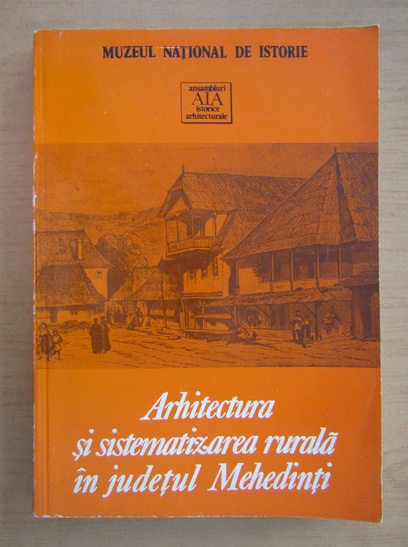 MUZEUL NAȚIONAL DE ISTORIE
ansambluri
AIA
istorice
arhitecturale
Arhitectura
și sistematizarea rurală
în județul Mehedinți